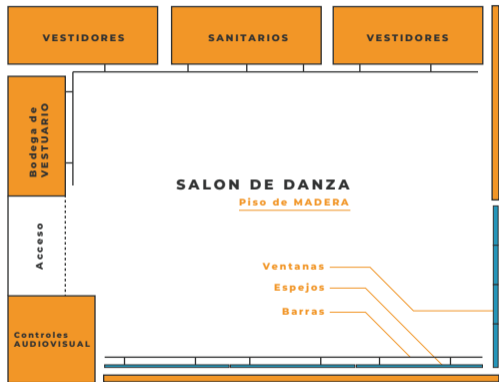 VESTIDORES
SANITARIOS
VESTIDORES
Bodega de
VESTUARIO
SALON DE DANZA
Piso de MADERA
Acceso
Ventanas
Espejos
Barras
Controles
AUDIOVISUAL